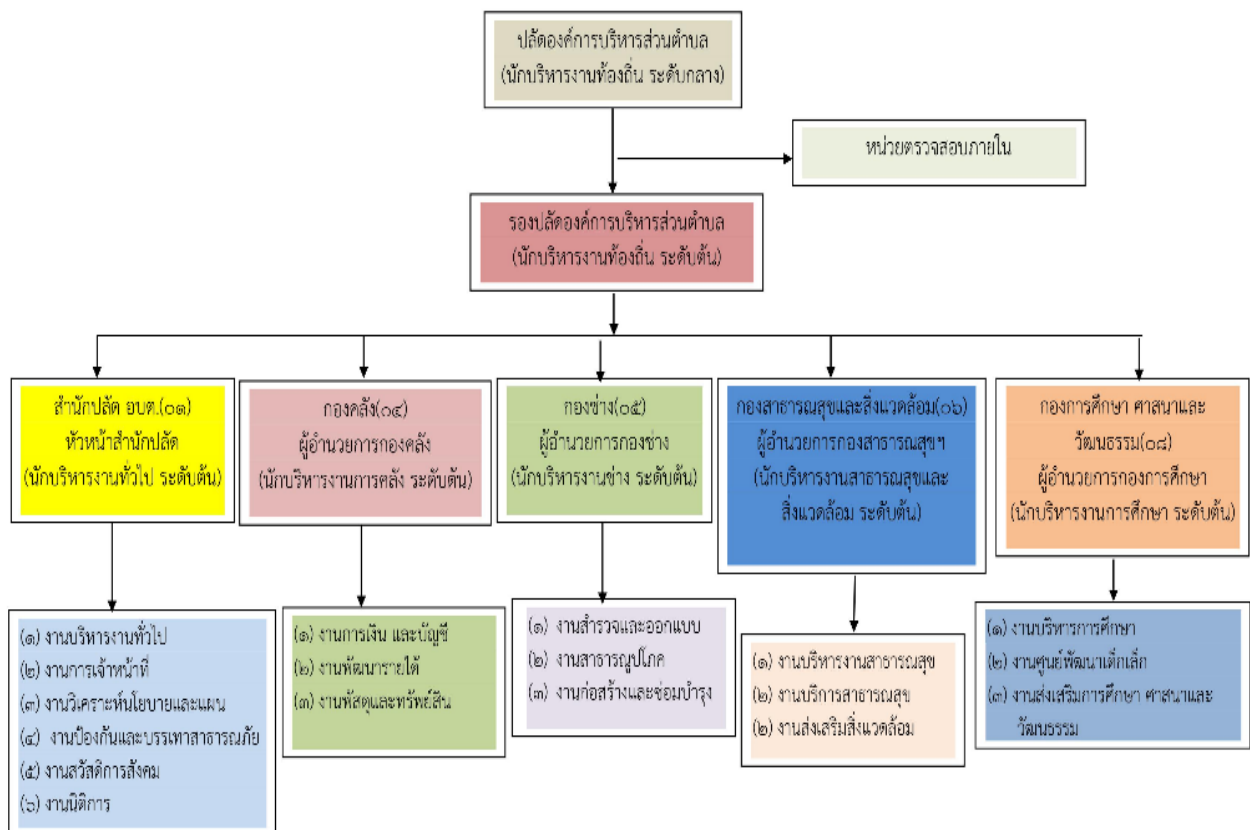 ปลัดองค์การบริหารส่วนตำบล
(นักบริหารงานท้องถิ่น ระดับกลาง)
หน่วยตรวจสอบภายใน
รองปลัดองค์การบริหารส่วนตำบล
(นักบริหารงานท้องถิ่น ระดับต้น)
สำนักปลัด อบต.(๐๑)
หัวหน้าสำนักปลัด
(นักบริหารงานทั่วไป ระดับต้น)
กองคลัง(๐๔)
ผู้อำนวยการกองคลัง
(นักบริหารงานการคลัง ระดับต้น)
กองช่าง(๐๕)
ผู้อำนวยการกองช่าง
(นักบริหารงานช่าง ระดับต้น)
กองสาธารณสุขและสิ่งแวดล้อม(๐๖)
ผู้อำนวยการกองสาธารณสุขฯ
(นักบริหารงานสาธารณสุขและ
สิ่งแวดล้อม ระดับต้น)
กองการศึกษา ศาสนาและ
วัฒนธรรม(๐๘)
ผู้อำนวยการกองการศึกษา
(นักบริหารงานการศึกษา ระดับต้น)
(๑) งานบริหารงานทั่วไป
(๒) งานการเจ้าหน้าที่
(๓) งานวิเคราะห์นโยบายและแผน
(๔) งานป้องกันและบรรเทาสาธารณภัย
(๕) งานสวัสดิการสังคม
(๖) งานนิติการ
(๑) งานการเงิน และบัญชี
(๒) งานพัฒนารายได้
(๓) งานพัสดุและทรัพย์สิน
(๑) งานสำรวจและออกแบบ
(๒) งานสาธารณูปโภค
(๓) งานก่อสร้างและซ่อมบำรุง
(๑) งานบริหารงานสาธารณสุข
(๒) งานบริการสาธารณสุข
(๒) งานส่งเสริมสิ่งแวดล้อม
(๑) งานบริหารการศึกษา
(๒) งานศูนย์พัฒนาเด็กเล็ก
(๓) งานส่งเสริมการศึกษา ศาสนาและ
วัฒนธรรม